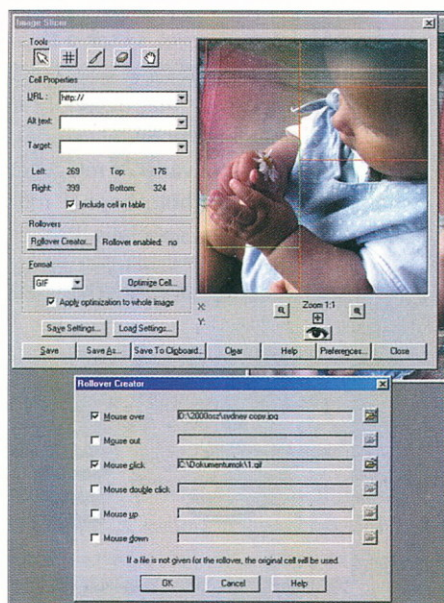 Image Slicer
Tools
Cell Properties
URL: http://
Alt text:
Target:
Left: 269 Top: 176
Right: 399 Bottom: 324
Include cell in table
Rollovers
Rollover Creator... Rollover enabled: no
Format
GIF Optimize Cell...
Apply optimization to whole image
Save Settings... Load Settings...
X:
Y:
Zoom 1:1
Save Save As... Save To Clipboard... Clear Help Preferences... Close
Rollover Creator
Mouse over D:\2000osz\sydney copy.jpg
Mouse out
Mouse click C:\Dokumentumok\1.gif
Mouse double click
Mouse up
Mouse down
If a file is not given for the rollover, the original cell will be used.
OK Cancel Help